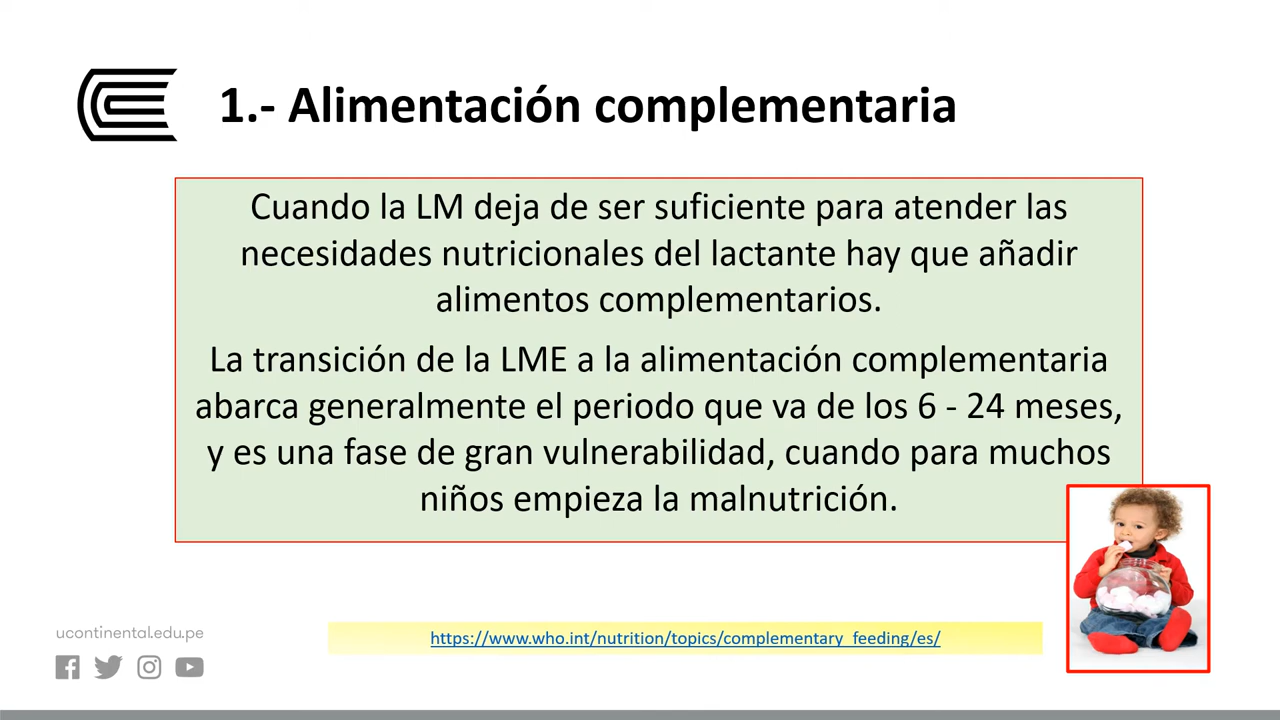 1.- Alimentación complementaria
Cuando la LM deja de ser suficiente para atender las
necesidades nutricionales del lactante hay que añadir
alimentos complementarios.
La transición de la LME a la alimentación complementaria
abarca generalmente el periodo que va de los 6 - 24 meses,
y es una fase de gran vulnerabilidad, cuando para muchos
niños empieza la malnutrición.
ucontinental.edu.pe
https://www.who.int/nutrition/topics/complementary_feeding/es/